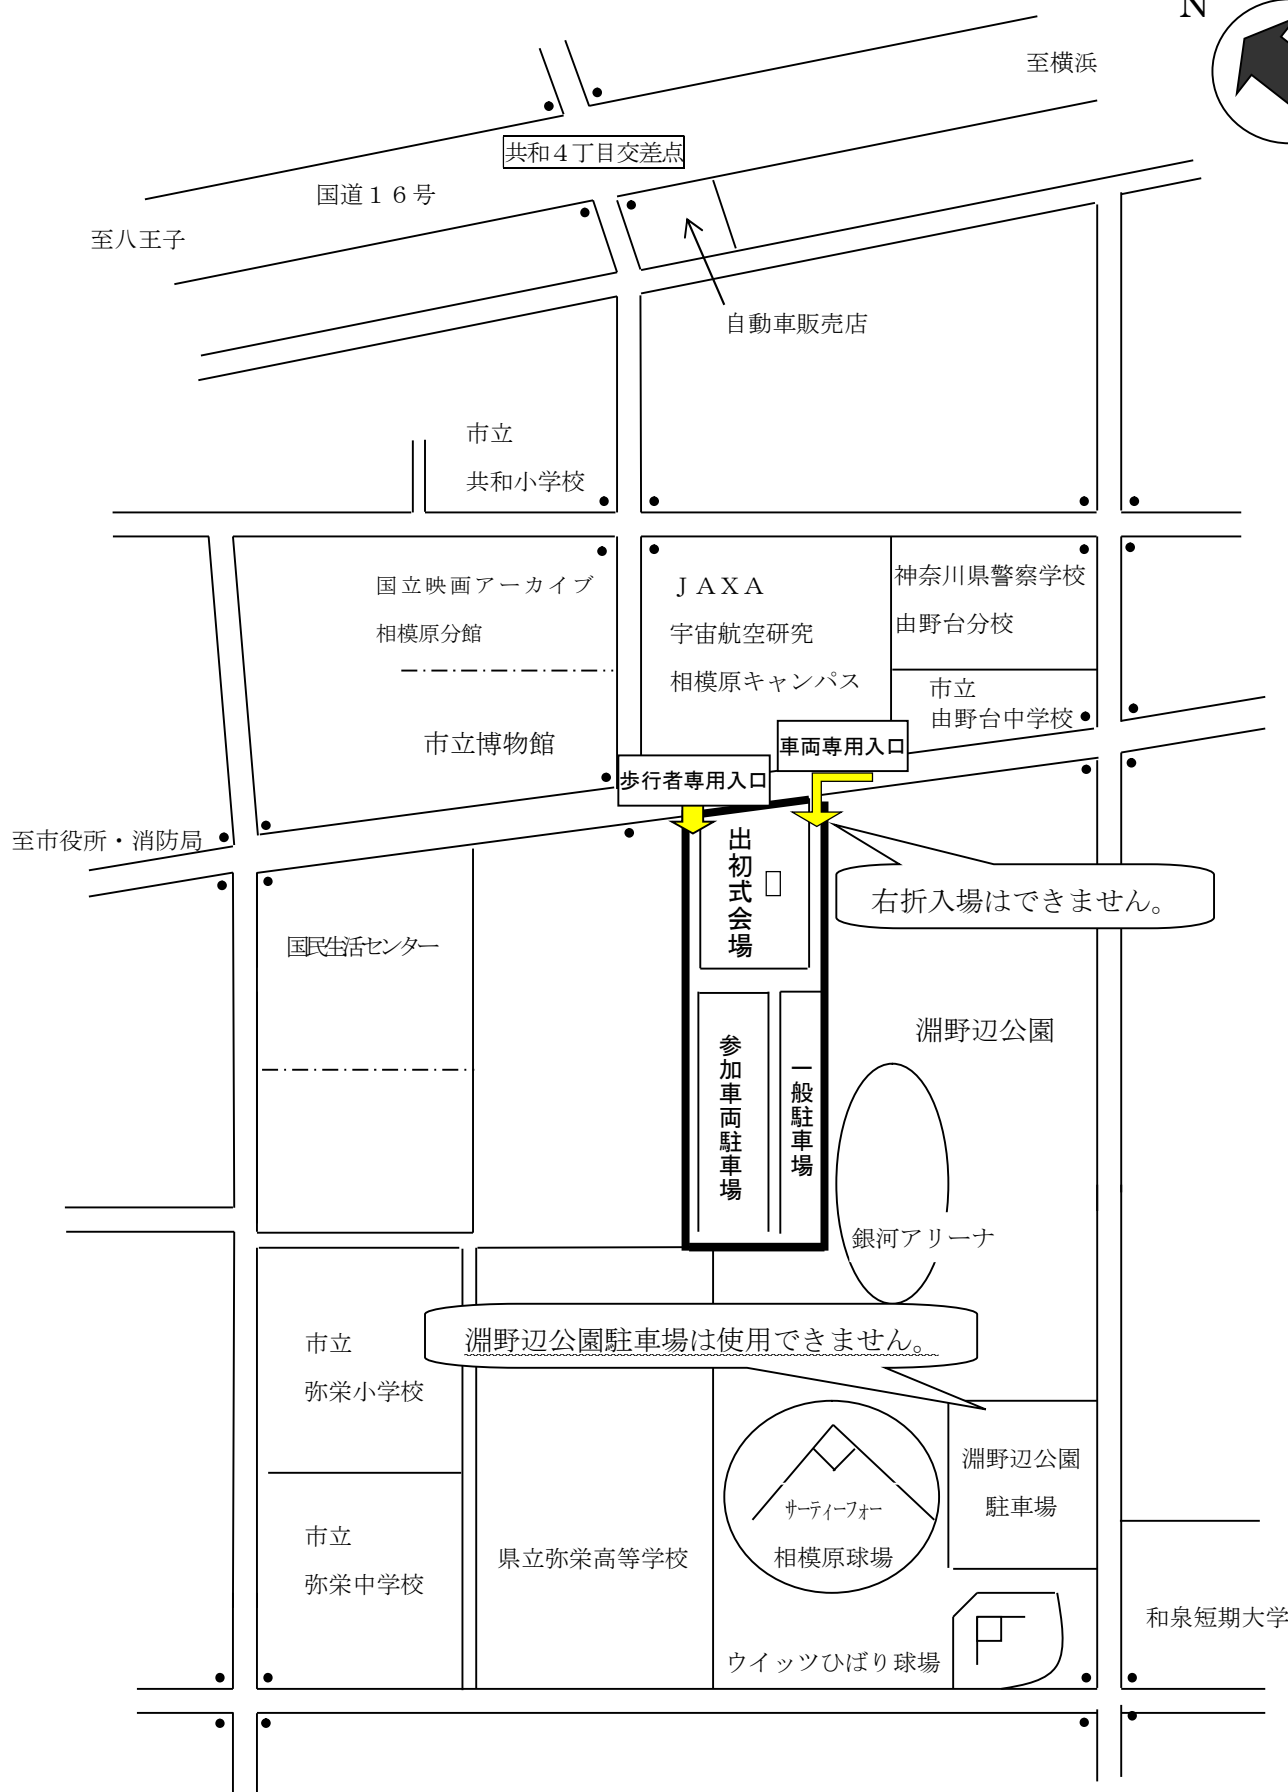 N
至横浜
共和４丁目交差点
国道１６号
至八王子
自動車販売店
市立
共和小学校
国立映画アーカイブ
相模原分館
ＪＡＸＡ
宇宙航空研究
相模原キャンパス
神奈川県警察学校
由野台分校
市立
由野台中学校
市立博物館
車両専用入口
歩行者専用入口
至市役所・消防局
出初式会場
右折入場はできません。
国民生活センター
淵野辺公園
参加車両駐車場
一般駐車場
銀河アリーナ
淵野辺公園駐車場は使用できません。
市立
弥栄小学校
淵野辺公園
駐車場
サーティーフォー
相模原球場
市立
弥栄中学校
県立弥栄高等学校
和泉短期大学
ウイッツひばり球場